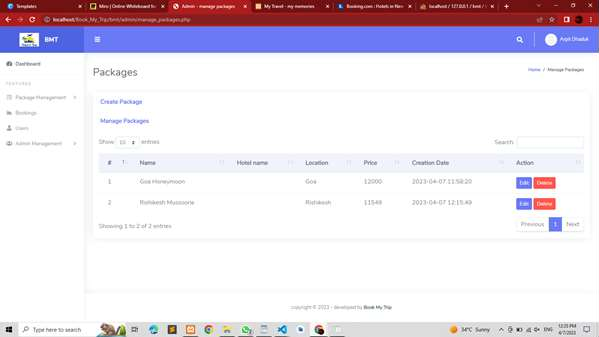 Templates
Miro | Online Whiteboard for
Admin - manage packages
My Travel - my memories
Booking.com : Hotels in New
localhost / 127.0.0.1 / bmt /
localhost/Book_My_Trip/bmt/admin/manage_packages.php
BMT
Arpit Dhaduk
Dashboard
FEATURES
Package Management
Bookings
Users
Admin Management
Packages
Home / Manage Packages
Create Package
Manage Packages
Show 10 entries
Search:
# Name Hotel name Location Price Creation Date Action
1 Goa Honeymoon Goa 12000 2023-04-07 11:58:20 Edit Delete
2 Rishikesh Mussoorie Rishikesh 11549 2023-04-07 12:15:49 Edit Delete
Showing 1 to 2 of 2 entries
Previous 1 Next
copyright © 2023 - developed by Book My Trip
Type here to search
34°C Sunny
ENG
12:25 PM
4/7/2023